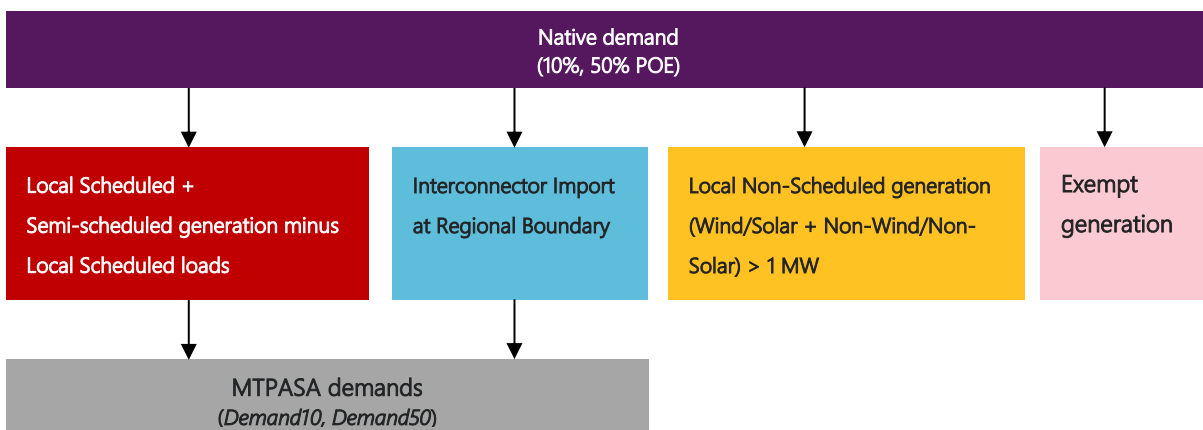 Native demand
(10%, 50% POE)
Local Scheduled +
Semi-scheduled generation minus
Local Scheduled loads
Interconnector Import
at Regional Boundary
Local Non-Scheduled generation
(Wind/Solar + Non-Wind/Non-
Solar) > 1 MW
Exempt
generation
MTPASA demands
(Demand10, Demand50)